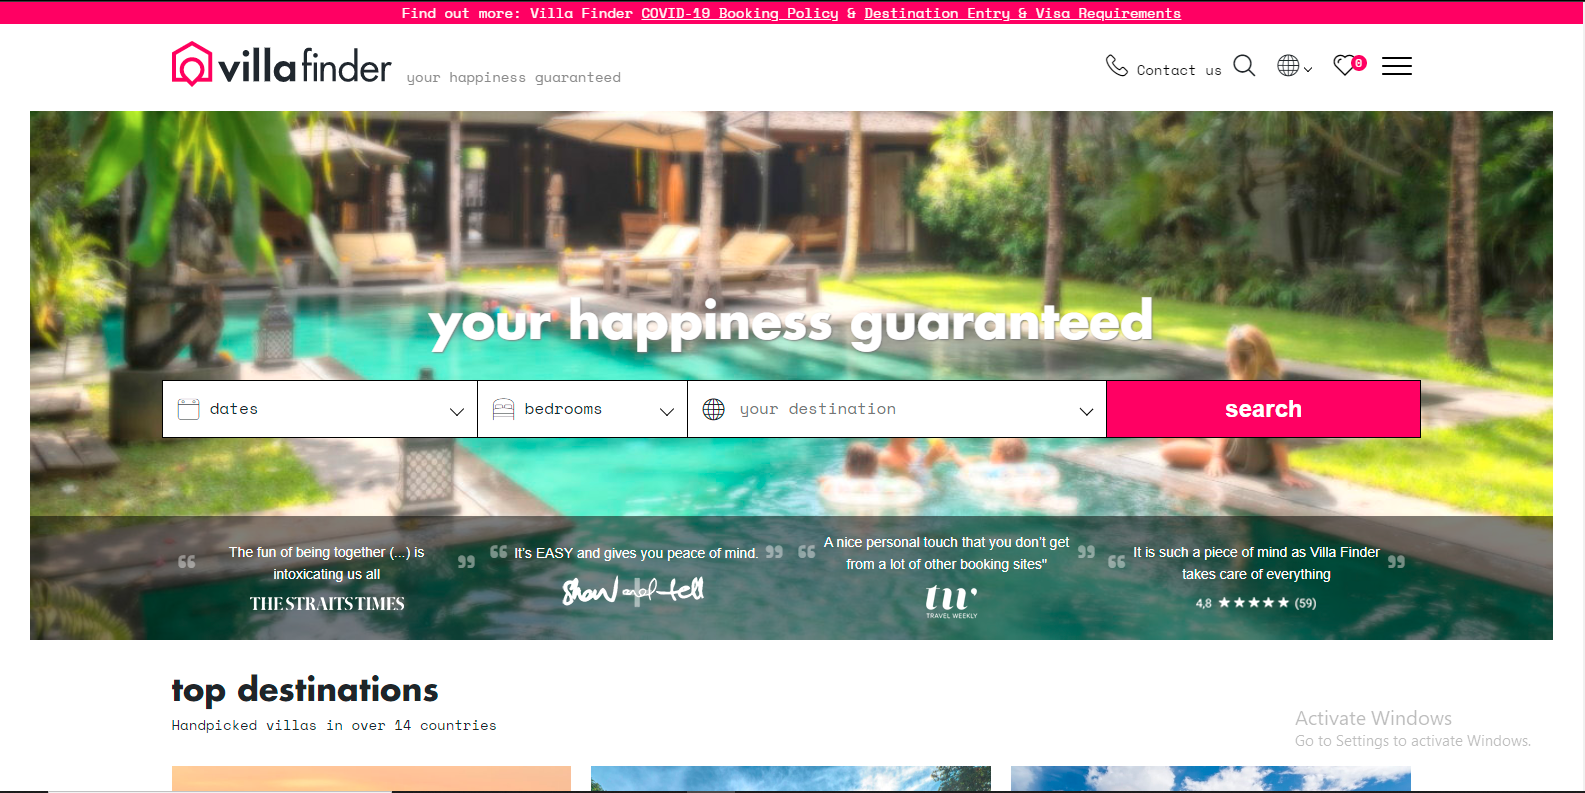 Find out more: Villa Finder COVID-19 Booking Policy & Destination Entry & Visa Requirements
villafinder your happiness guaranteed
Contact us
0
your happiness guaranteed
dates
bedrooms
your destination
search
“ The fun of being together (...) is
intoxicating us all ”
THE STRAITS TIMES
“ It's EASY and gives you peace of mind. ”
Show and tell
“ A nice personal touch that you don't get
from a lot of other booking sites" ”
tw
TRAVEL WEEKLY
“ It is such a piece of mind as Villa Finder
takes care of everything ”
4,8 ★★★★★ (59)
top destinations
Handpicked villas in over 14 countries
Activate Windows
Go to Settings to activate Windows.